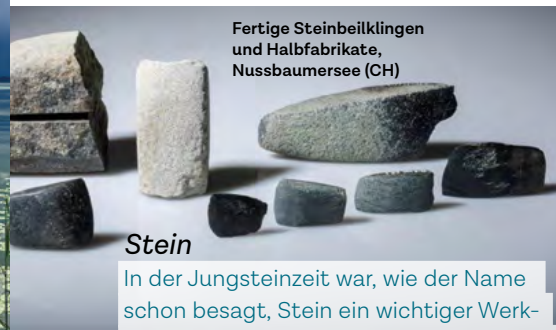 Fertige Steinbeilklingen
und Halbfabrikate,
Nussbaumersee (CH)
Stein
In der Jungsteinzeit war, wie der Name
schon besagt, Stein ein wichtiger Werk-